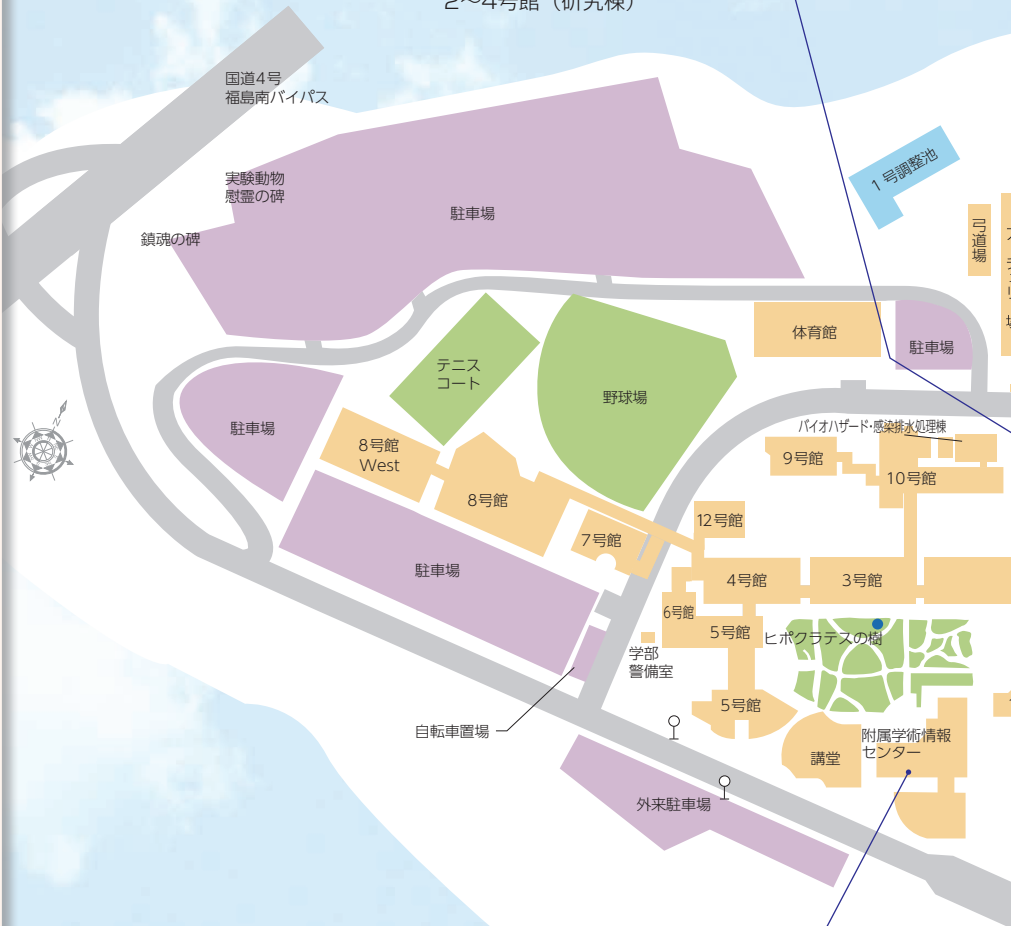 2～4号館（研究棟）
国道4号
福島南バイパス
実験動物
慰霊の碑
鎮魂の碑
駐車場
1号調整池
弓道場
体育館
駐車場
テニス
コート
野球場
駐車場
N
8号館
West
8号館
7号館
バイオハザード・感染排水処理棟
9号館
10号館
12号館
駐車場
4号館
3号館
6号館
5号館
ヒポクラテスの樹
学部
警備室
5号館
自転車置場
附属学術情報
センター
講堂
外来駐車場